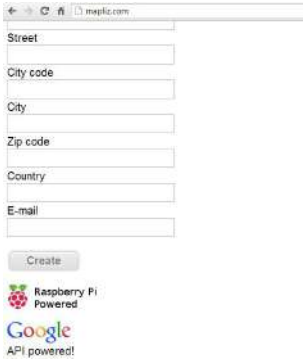 mapliz.com
Street
City code
City
Zip code
Country
E-mail
Create
Raspberry Pi
Powered
Google
API powered!